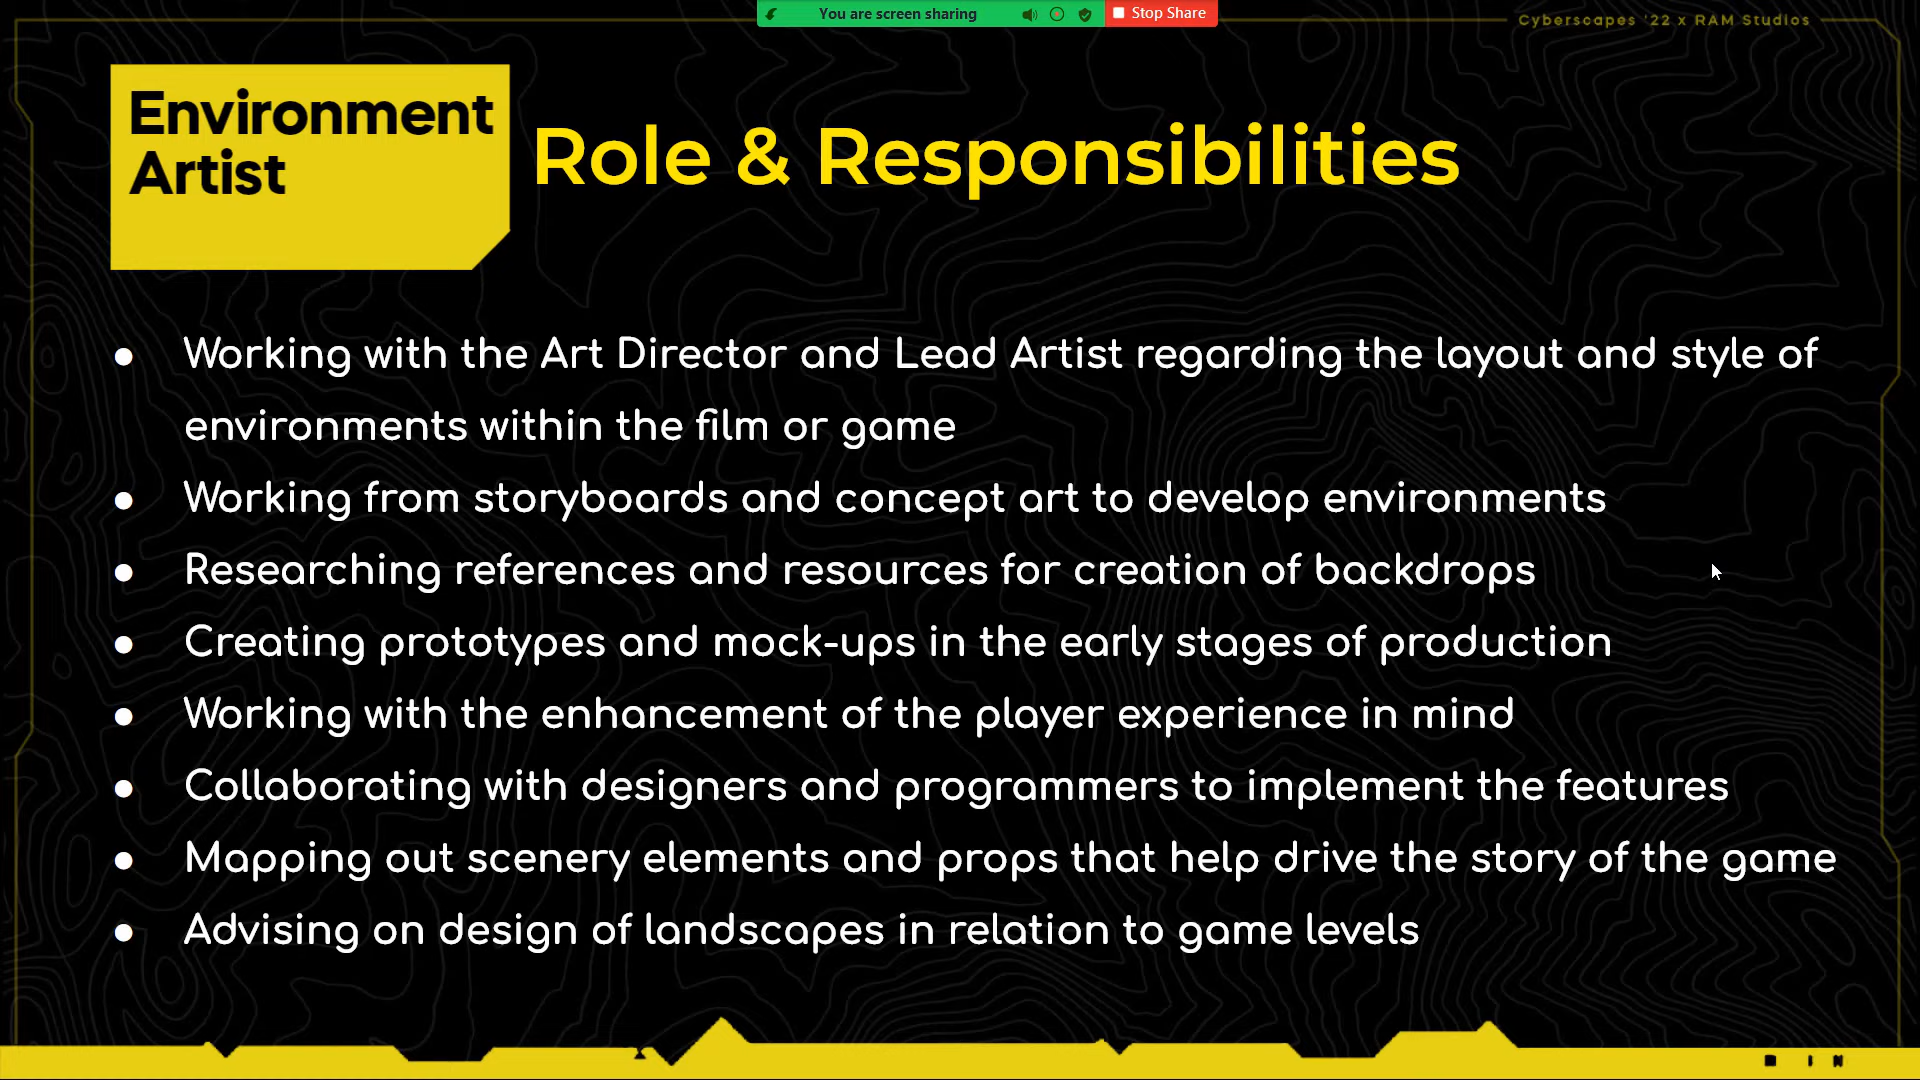 You are screen sharing
Stop Share
Cyberscapes '22 x RAM Studios
Environment
Artist
Role & Responsibilities
● Working with the Art Director and Lead Artist regarding the layout and style of
environments within the film or game
● Working from storyboards and concept art to develop environments
● Researching references and resources for creation of backdrops
● Creating prototypes and mock-ups in the early stages of production
● Working with the enhancement of the player experience in mind
● Collaborating with designers and programmers to implement the features
● Mapping out scenery elements and props that help drive the story of the game
● Advising on design of landscapes in relation to game levels